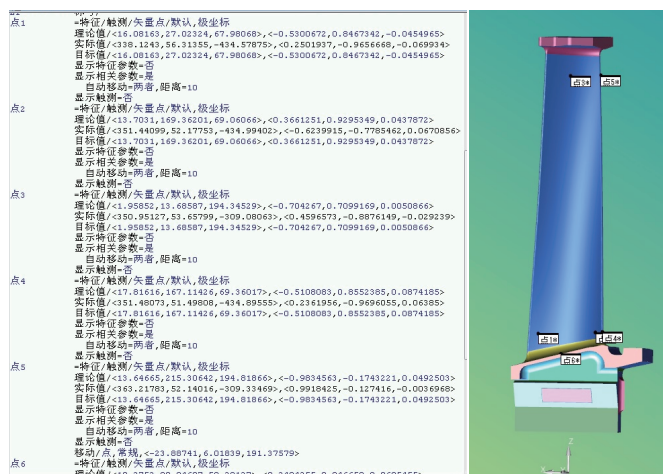 点1 =特征/触测/矢量点/默认,极坐标
理论值/<16.08163,27.02324,67.98068>,<-0.5300672,0.8467342,-0.0454965>
实际值/<338.1243,56.31355,-434.57875>,<0.2501937,-0.9656668,-0.069934>
目标值/<16.08163,27.02324,67.98068>,<-0.5300672,0.8467342,-0.0454965>
显示特征参数=否
显示相关参数=是
自动移动=两者,距离=10
显示触测=否
点2 =特征/触测/矢量点/默认,极坐标
理论值/<13.7031,169.36201,69.06066>,<0.3661251,0.9295349,0.0437872>
实际值/<351.44099,52.17753,-434.99402>,<-0.6239915,-0.7785462,0.0670856>
目标值/<13.7031,169.36201,69.06066>,<0.3661251,0.9295349,0.0437872>
显示特征参数=否
显示相关参数=是
自动移动=两者,距离=10
显示触测=否
点3 =特征/触测/矢量点/默认,极坐标
理论值/<1.95852,13.68587,194.34529>,<-0.704267,0.7099169,0.0050866>
实际值/<350.95127,53.65799,-309.08063>,<0.4596573,-0.8876149,-0.029239>
目标值/<1.95852,13.68587,194.34529>,<-0.704267,0.7099169,0.0050866>
显示特征参数=否
显示相关参数=是
自动移动=两者,距离=10
显示触测=否
点4 =特征/触测/矢量点/默认,极坐标
理论值/<17.81616,167.11426,69.36017>,<-0.5108083,0.8552385,0.0874185>
实际值/<351.48073,51.49808,-434.89555>,<0.2361956,-0.9696055,0.06385>
目标值/<17.81616,167.11426,69.36017>,<-0.5108083,0.8552385,0.0874185>
显示特征参数=否
显示相关参数=是
自动移动=两者,距离=10
显示触测=否
点5 =特征/触测/矢量点/默认,极坐标
理论值/<13.64665,215.30642,194.81866>,<-0.9834563,-0.1743221,0.0492503>
实际值/<363.21783,52.14016,-309.33469>,<0.9918425,-0.127416,-0.0036968>
目标值/<13.64665,215.30642,194.81866>,<-0.9834563,-0.1743221,0.0492503>
显示特征参数=否
显示相关参数=是
自动移动=两者,距离=10
显示触测=否
移动/点,常规,<-23.88741,6.01839,191.37579>
点6 =特征/触测/矢量点/默认,极坐标
点3*
点5*
点1*
点4*
点6*
Z